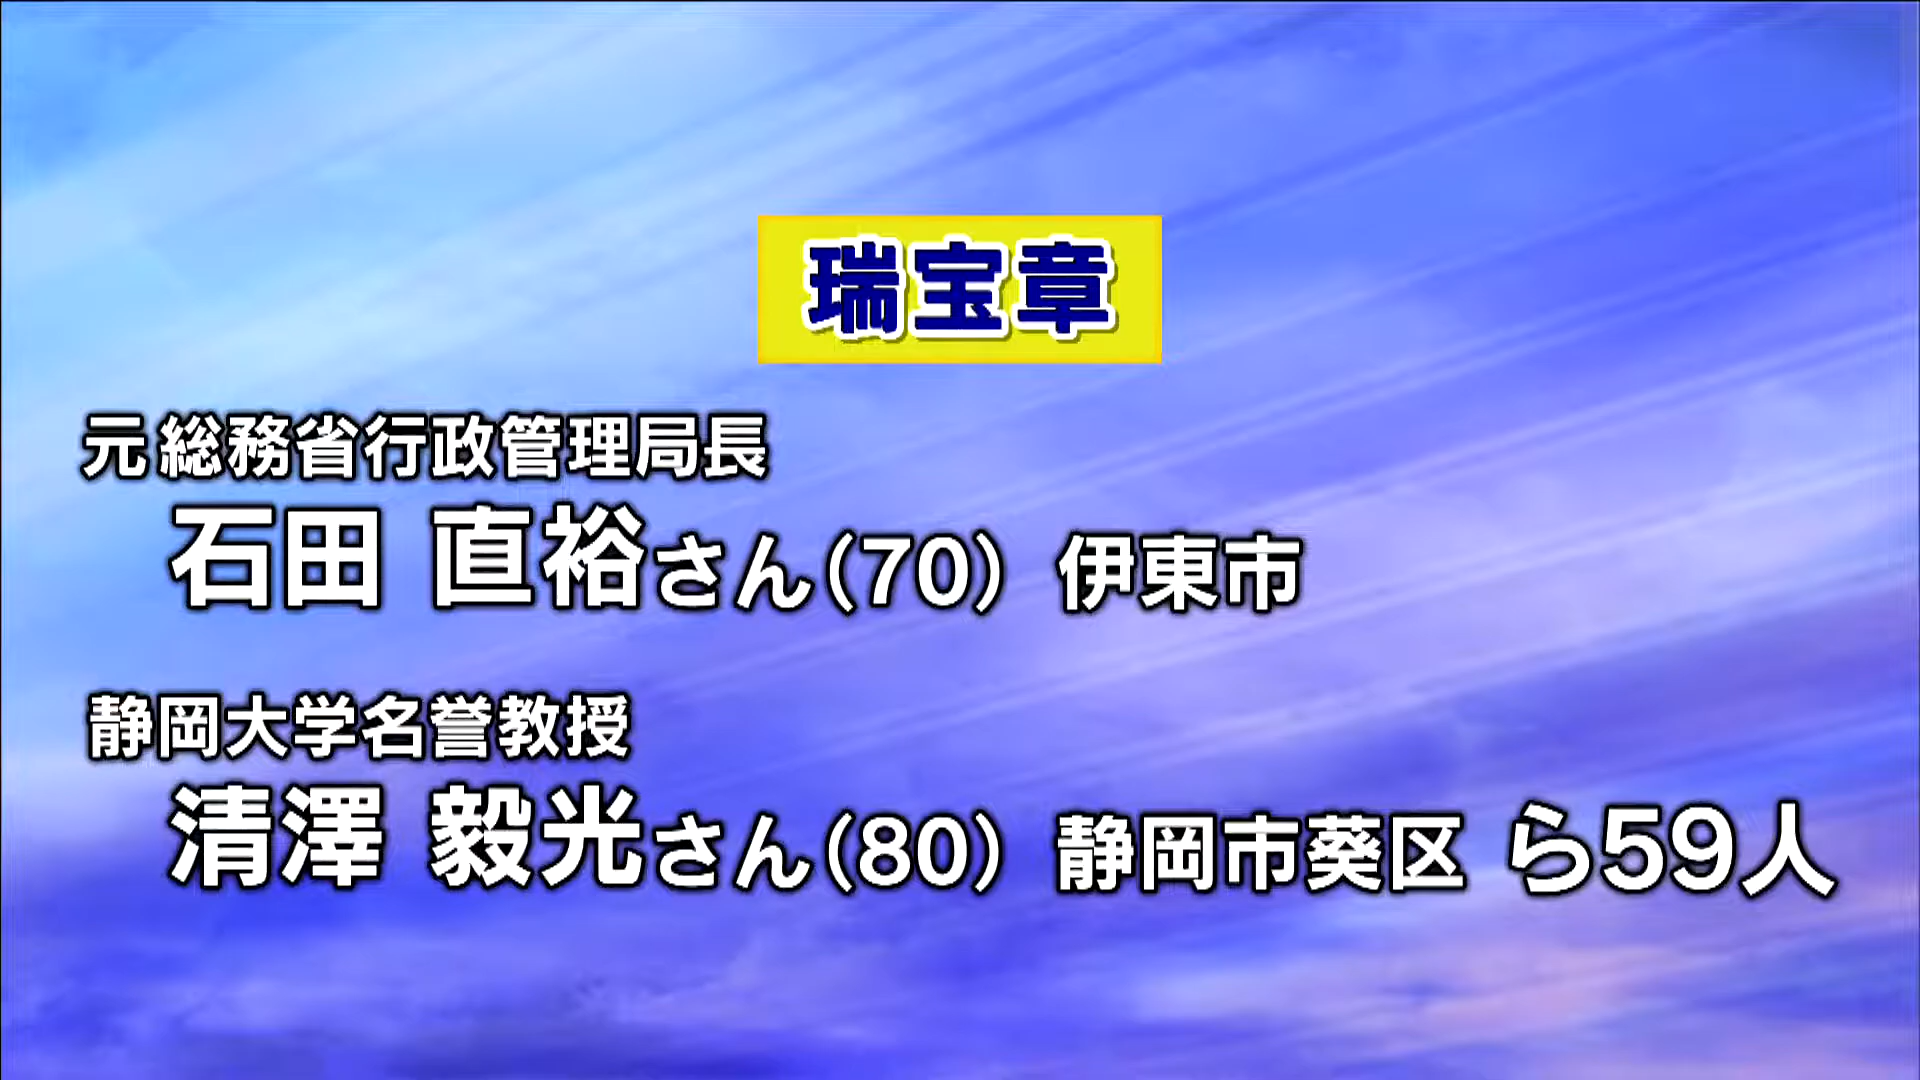 瑞宝章
元総務省行政管理局長
石田 直裕さん(70) 伊東市
静岡大学名誉教授
清澤 毅光さん(80) 静岡市葵区 ら59人